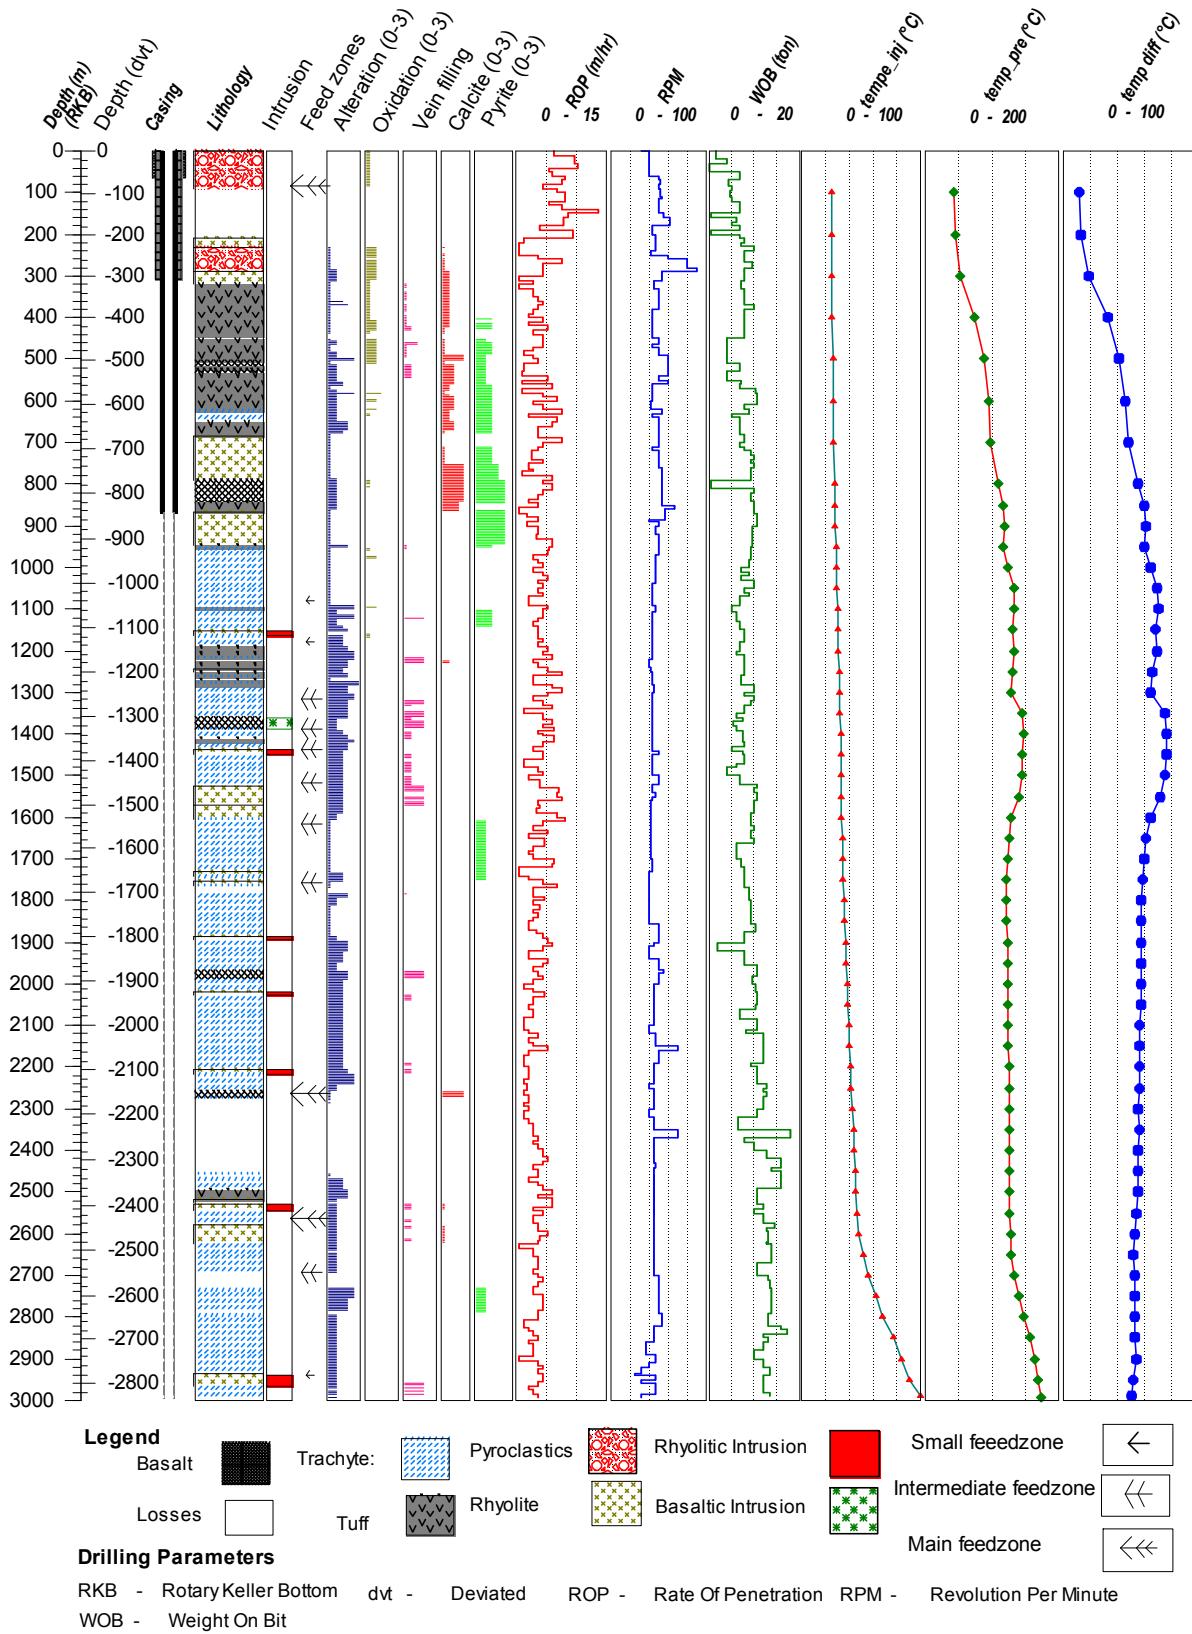 Depth(m)
(RKB)
Depth (dvt)
Casing
Lithology
Intrusion
Feed zones
Alteration (0-3)
Oxidation (0-3)
Vein filling
Calcite (0-3)
Pyrite (0-3)
ROP (m/hr)
RPM
WOB (ton)
tempe_inj (°C)
temp_pre (°C)
temp diff (°C)
0 - 15
0 - 100
0 - 20
0 - 100
0 - 200
0 - 100
0 0
100 -100
200 -200
300 -300
400 -400
500 -500
600 -600
700 -700
800 -800
900 -900
1000 -1000
1100 -1100
1200 -1200
1300 -1300
1400 -1400
1500 -1500
1600 -1600
1700 -1700
1800 -1800
1900 -1900
2000 -2000
2100 -2100
2200 -2200
2300 -2300
2400 -2400
2500 -2500
2600 -2600
2700 -2700
2800 -2800
2900
3000
Legend
Basalt
Trachyte:
Pyroclastics
Rhyolitic Intrusion
Small feeedzone
Losses
Tuff
Rhyolite
Basaltic Intrusion
Intermediate feedzone
Main feedzone
Drilling Parameters
RKB - Rotary Keller Bottom dvt - Deviated ROP - Rate Of Penetration RPM - Revolution Per Minute
WOB - Weight On Bit